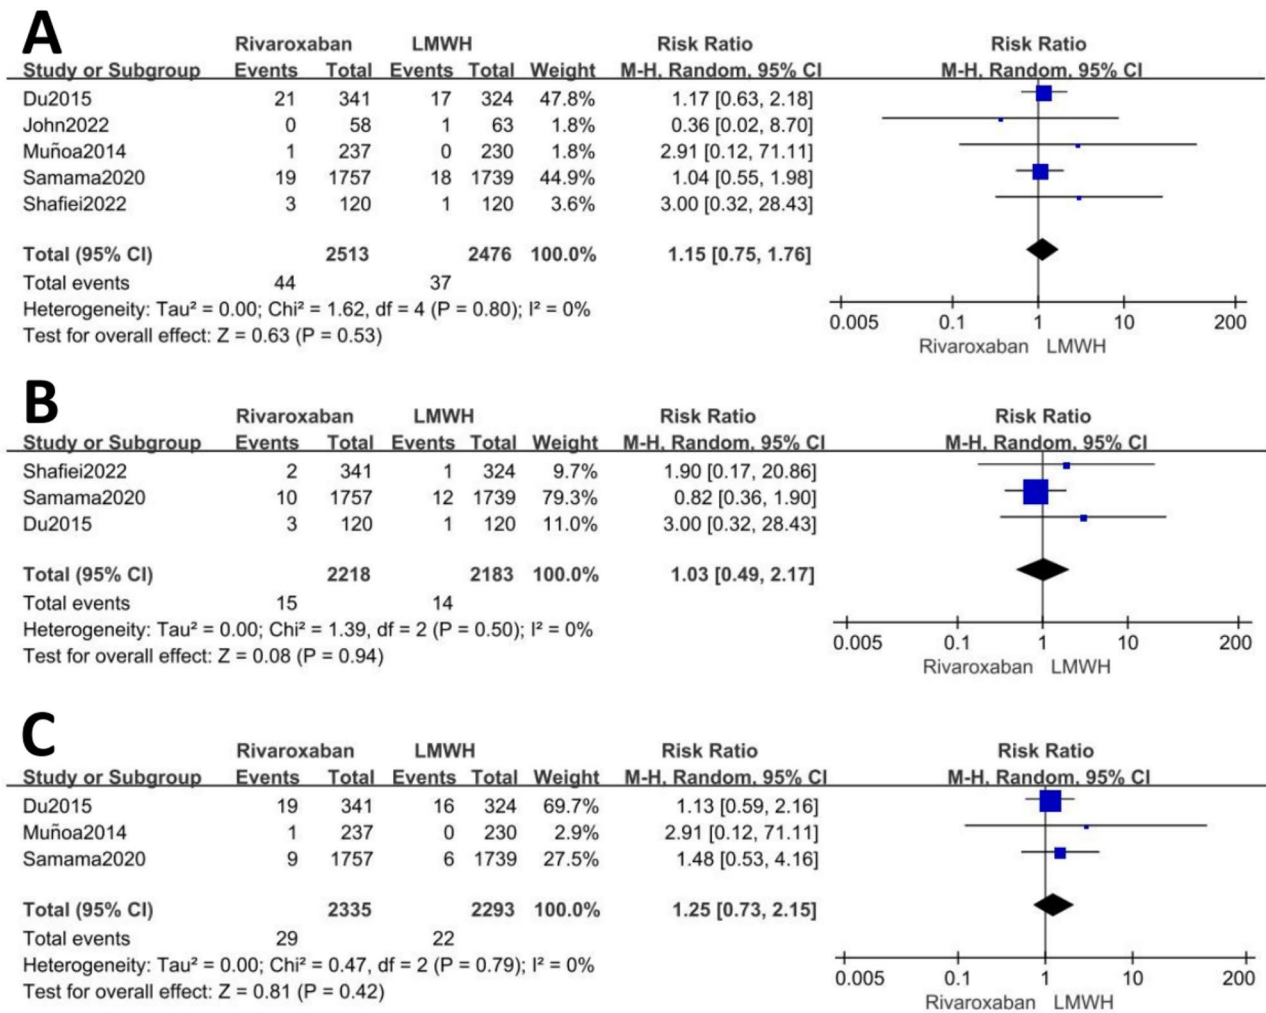 A
Rivaroxaban LMWH Risk Ratio Risk Ratio
Study or Subgroup Events Total Events Total Weight M-H, Random, 95% CI M-H, Random, 95% CI
Du2015 21 341 17 324 47.8% 1.17 [0.63, 2.18]
John2022 0 58 1 63 1.8% 0.36 [0.02, 8.70]
Muñoa2014 1 237 0 230 1.8% 2.91 [0.12, 71.11]
Samama2020 19 1757 18 1739 44.9% 1.04 [0.55, 1.98]
Shafiei2022 3 120 1 120 3.6% 3.00 [0.32, 28.43]
Total (95% CI) 2513 2476 100.0% 1.15 [0.75, 1.76]
Total events 44 37
Heterogeneity: Tau² = 0.00; Chi² = 1.62, df = 4 (P = 0.80); I² = 0%
Test for overall effect: Z = 0.63 (P = 0.53)
0.005 0.1 1 10 200
Rivaroxaban LMWH
B
Rivaroxaban LMWH Risk Ratio Risk Ratio
Study or Subgroup Events Total Events Total Weight M-H, Random, 95% CI M-H, Random, 95% CI
Shafiei2022 2 341 1 324 9.7% 1.90 [0.17, 20.86]
Samama2020 10 1757 12 1739 79.3% 0.82 [0.36, 1.90]
Du2015 3 120 1 120 11.0% 3.00 [0.32, 28.43]
Total (95% CI) 2218 2183 100.0% 1.03 [0.49, 2.17]
Total events 15 14
Heterogeneity: Tau² = 0.00; Chi² = 1.39, df = 2 (P = 0.50); I² = 0%
Test for overall effect: Z = 0.08 (P = 0.94)
0.005 0.1 1 10 200
Rivaroxaban LMWH
C
Rivaroxaban LMWH Risk Ratio Risk Ratio
Study or Subgroup Events Total Events Total Weight M-H, Random, 95% CI M-H, Random, 95% CI
Du2015 19 341 16 324 69.7% 1.13 [0.59, 2.16]
Muñoa2014 1 237 0 230 2.9% 2.91 [0.12, 71.11]
Samama2020 9 1757 6 1739 27.5% 1.48 [0.53, 4.16]
Total (95% CI) 2335 2293 100.0% 1.25 [0.73, 2.15]
Total events 29 22
Heterogeneity: Tau² = 0.00; Chi² = 0.47, df = 2 (P = 0.79); I² = 0%
Test for overall effect: Z = 0.81 (P = 0.42)
0.005 0.1 1 10 200
Rivaroxaban LMWH